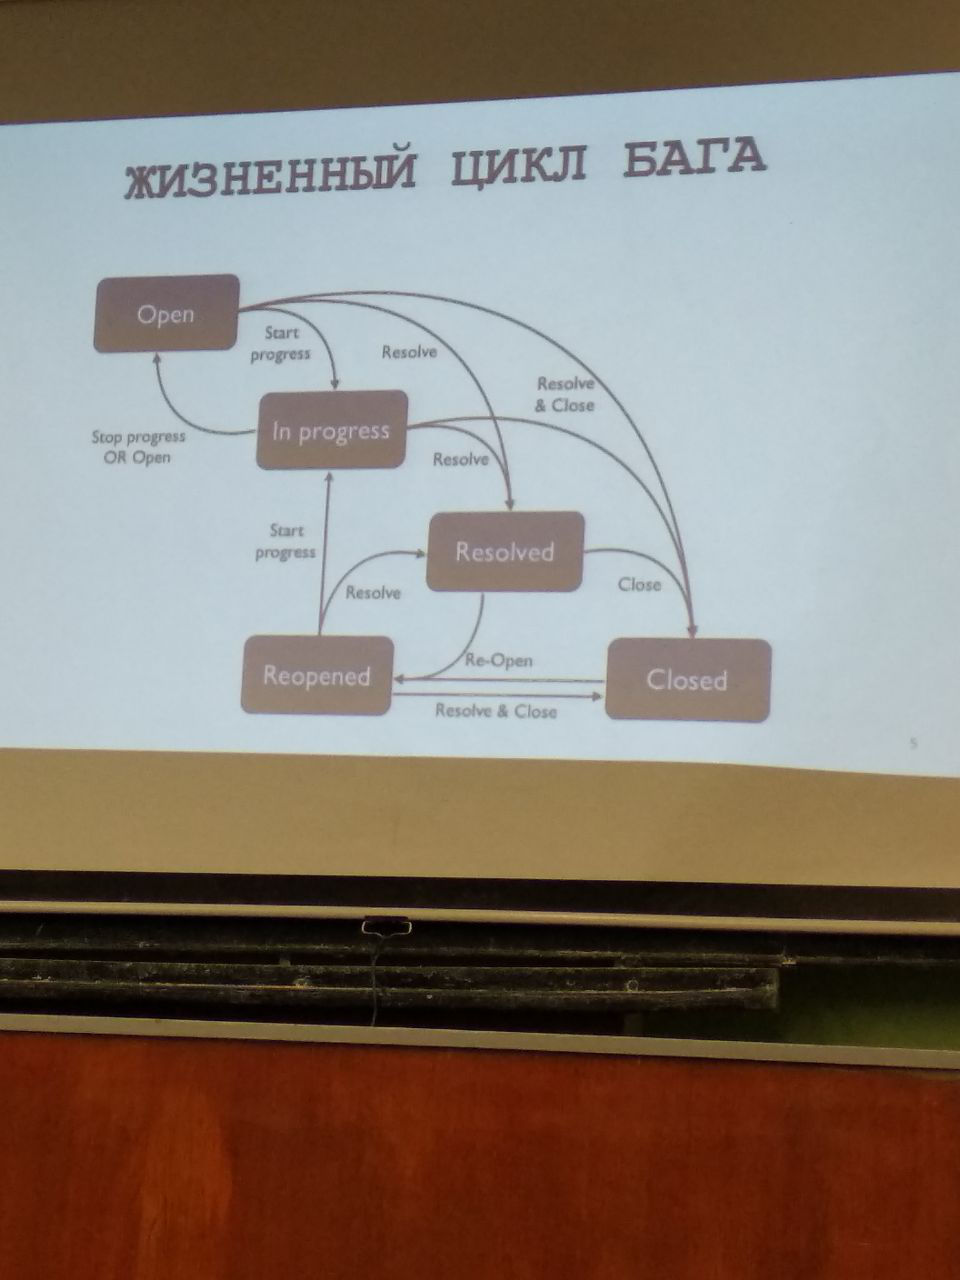 ЖИЗНЕННЫЙ ЦИКЛ БАГА
Open
Start
progress
Resolve
Resolve
& Close
In progress
Stop progress
OR Open
Resolve
Start
progress
Resolved
Resolve
Close
Reopened
Re-Open
Closed
Resolve & Close
5